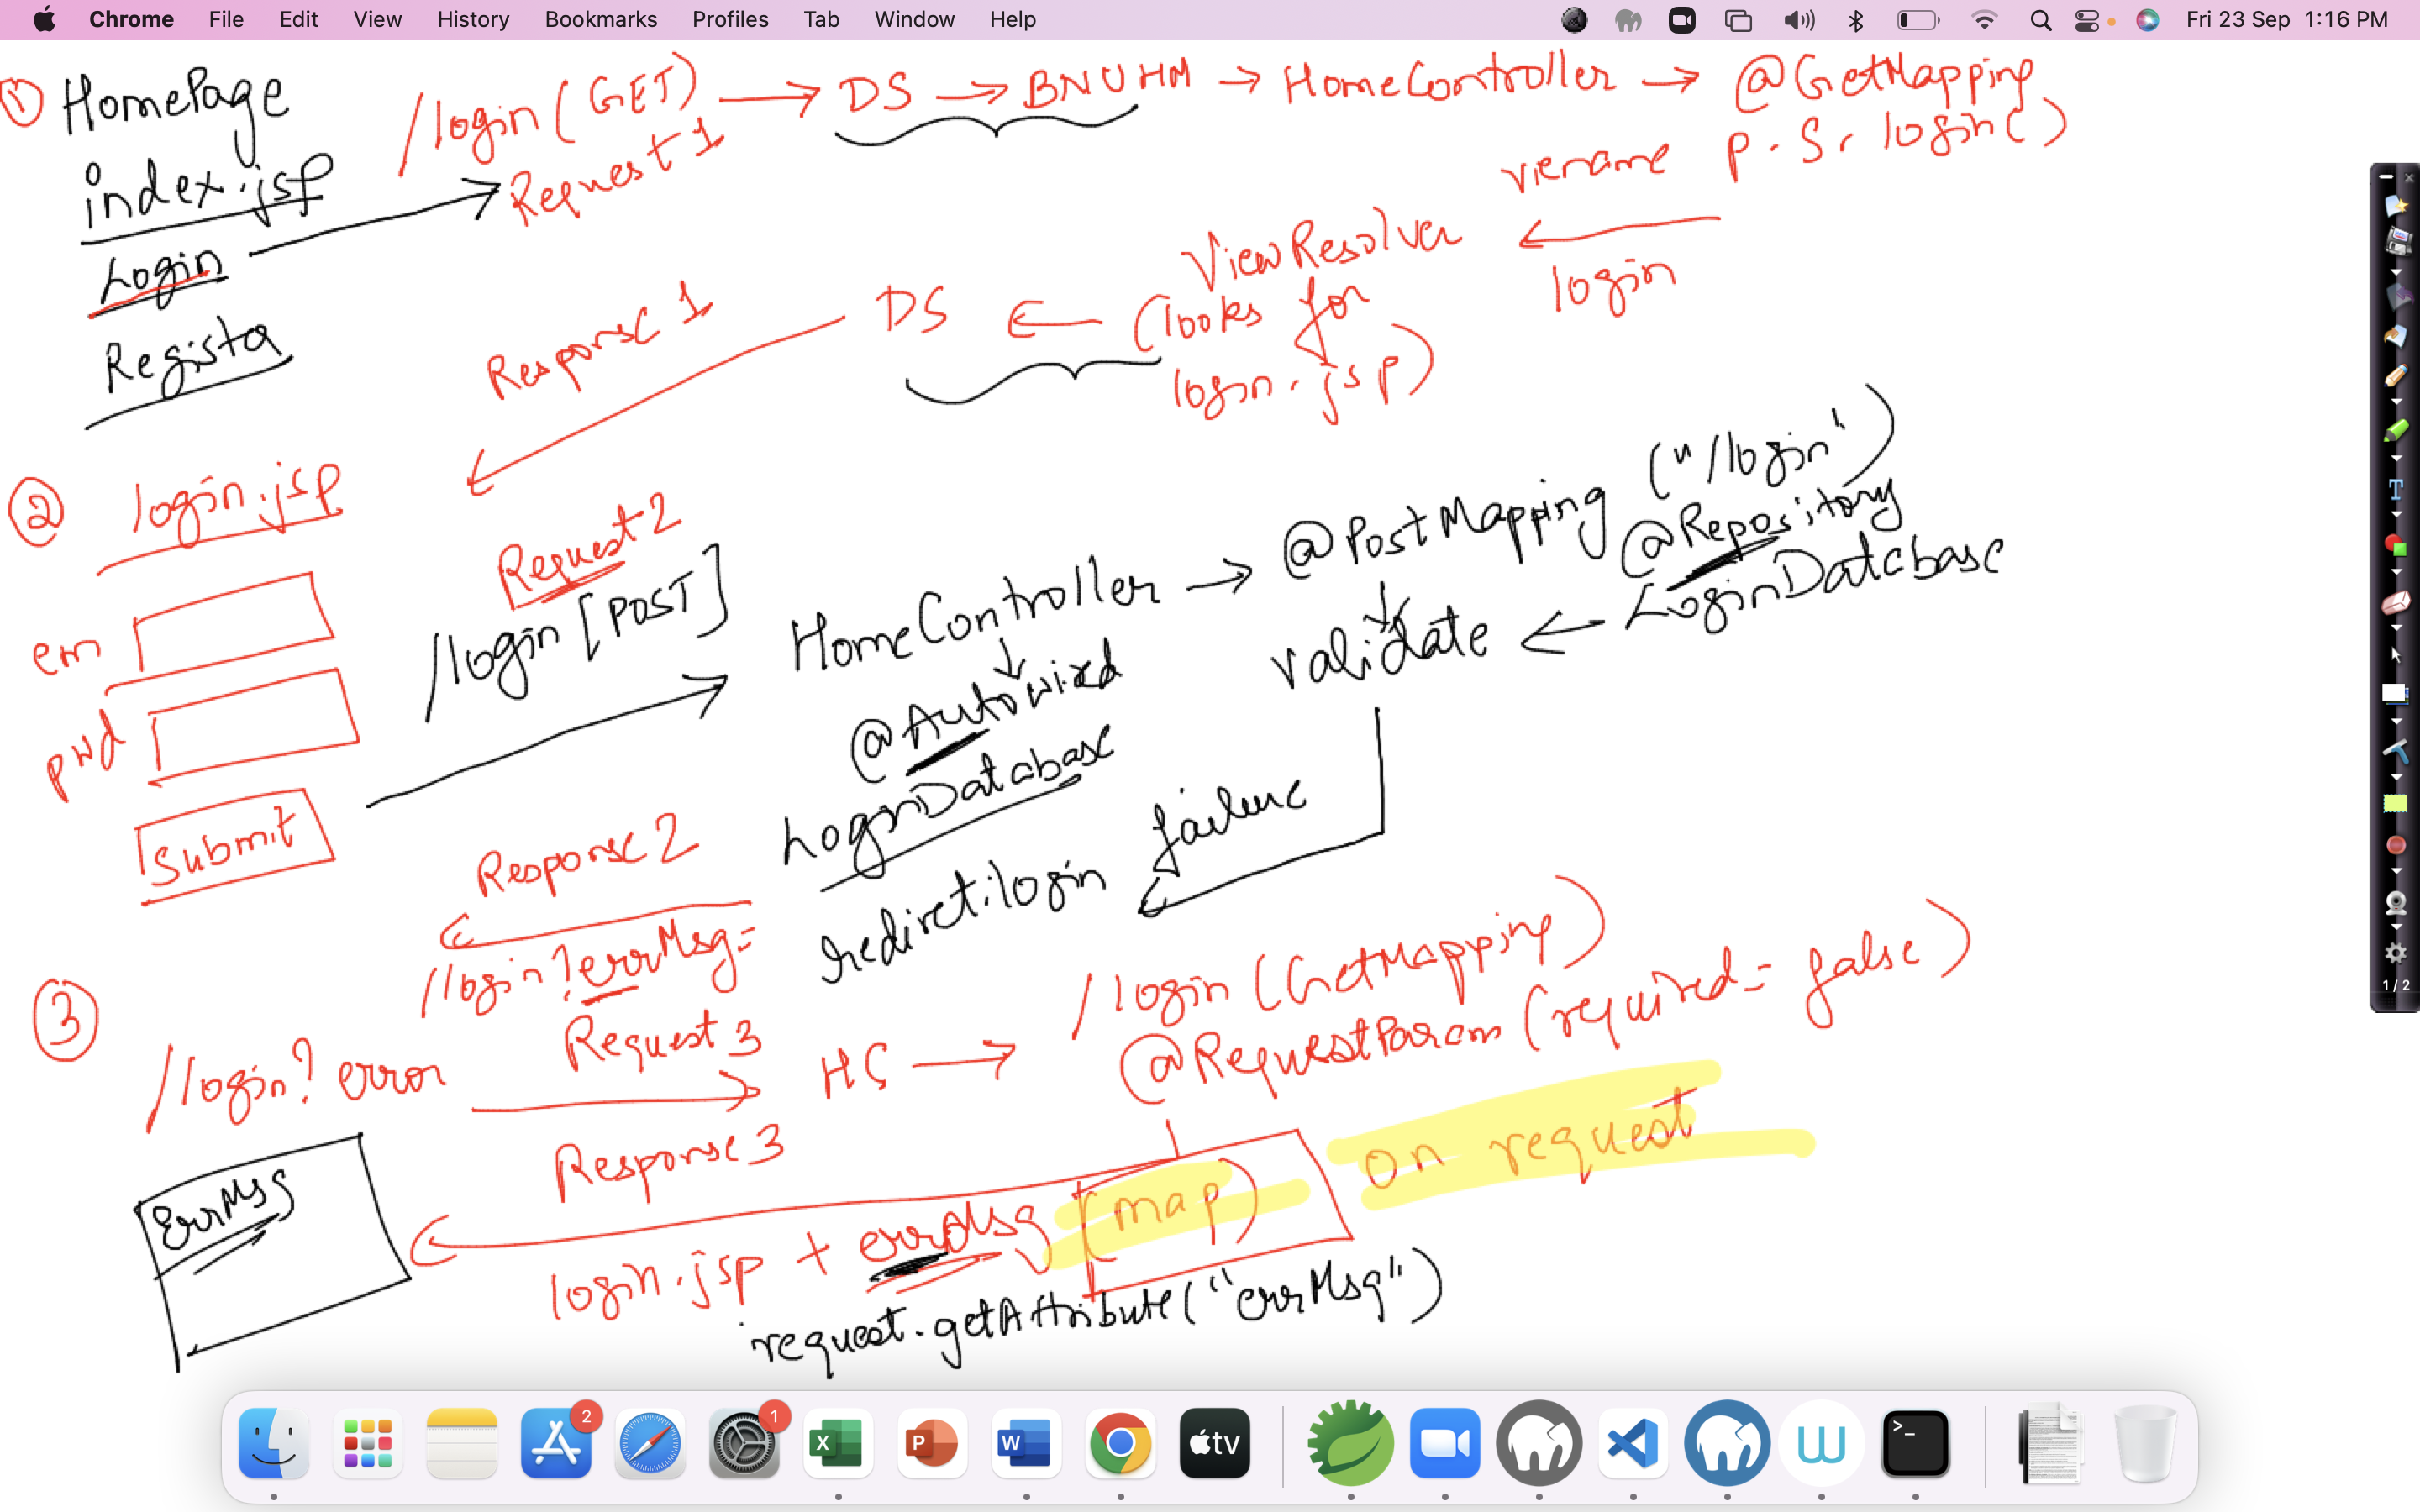 Chrome File Edit View History Bookmarks Profiles Tab Window Help Fri 23 Sep 1:16 PM
① HomePage
index.jsp
Login
Register
/login (GET) → DS → BNUHM → HomeController → @GetMapping
Request 1
P.S. login()
viename
login
ViewResolver
(looks for
login.jsp)
DS
Response 1
② login.jsp
em
pwd
Submit
Request 2
/login [POST]
HomeController → @PostMapping ("/login")
@Autowired
LoginDatabase
validate ← @Repository
LoginDatabase
failure
redirect:login
Response 2
/login?errMsg=
③
/login?error
Request 3
HC → /login (GetMapping)
@RequestParam (required = false)
Response 3
ErrMsg
login.jsp + errMsg (map)
on request
request.getAttribute("errMsg")
T
1/2
2
1
X
P
W
tv
W
>_